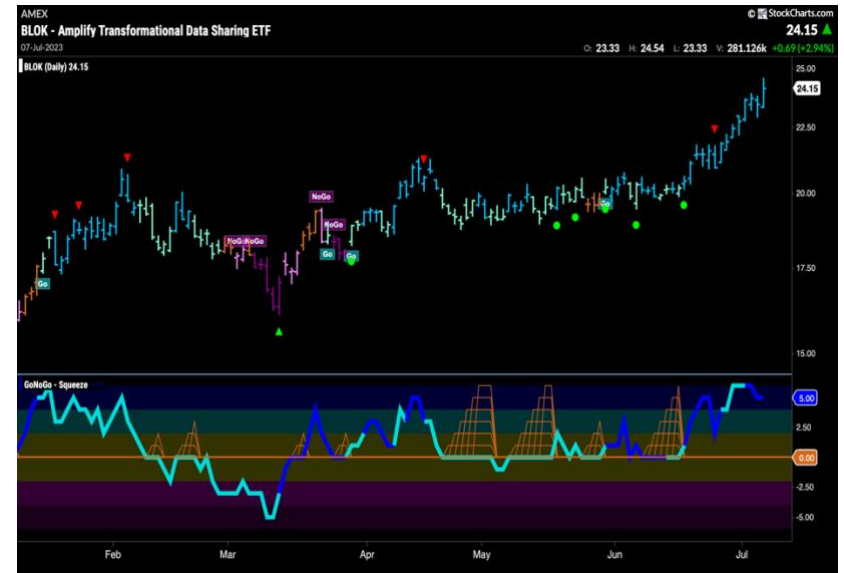 AMEX
© StockCharts.com
BLOK - Amplify Transformational Data Sharing ETF
24.15
07-Jul-2023
O: 23.33 H: 24.54 L: 23.33 V: 281.126k +0.69 (+2.94%)
BLOK (Daily) 24.15
25.00
24.15
22.50
NoGo
20.00
Go
NoGo
NoGo
Go
Go
17.50
Go
15.00
GoNoGo - Squeeze
5.00
2.50
0.00
-2.50
-5.00
Feb Mar Apr May Jun Jul